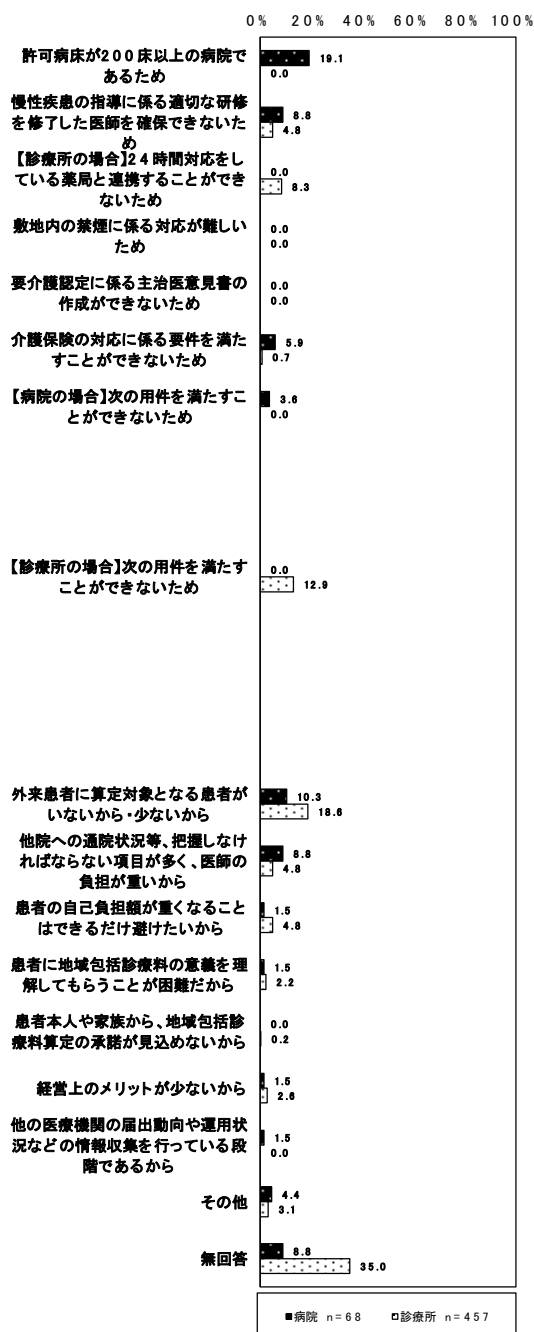 0% 20% 40% 60% 80% 100%
許可病床が200床以上の病院で
あるため
19.1
0.0
慢性疾患の指導に係る適切な研修
を修了した医師を確保できないた
め
8.8
4.8
【診療所の場合】24時間対応をし
ている薬局と連携することができ
ないため
0.0
8.3
敷地内の禁煙に係る対応が難しい
ため
0.0
0.0
要介護認定に係る主治医意見書の
作成ができないため
0.0
0.0
介護保険の対応に係る要件を満た
すことができないため
5.9
0.7
【病院の場合】次の用件を満たすこ
とができないため
3.6
0.0
【診療所の場合】次の用件を満たす
ことができないため
0.0
12.9
外来患者に算定対象となる患者が
いないから・少ないから
10.3
18.6
他院への通院状況等、把握しなけ
ればならない項目が多く、医師の
負担が重いから
8.8
4.8
患者の自己負担額が重くなること
はできるだけ避けたいから
1.5
4.8
患者に地域包括診療料の意義を理
解してもらうことが困難だから
1.5
2.2
患者本人や家族から、地域包括診
療料算定の承諾が見込めないから
0.0
0.2
経営上のメリットが少ないから
1.5
2.6
他の医療機関の届出動向や運用状
況などの情報収集を行っている段
階であるから
1.5
0.0
その他
4.4
3.1
無回答
8.8
35.0
病院 n=68 診療所 n=457